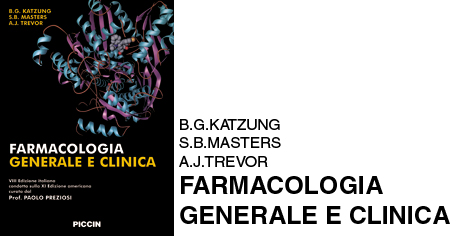 B.G. KATZUNG
S.B. MASTERS
A.J. TREVOR
FARMACOLOGIA
GENERALE E CLINICA
VIII Edizione italiana
condotta sulla XI Edizione americana
curata dal
Prof. PAOLO PREZIOSI
PICCIN
B.G.KATZUNG
S.B.MASTERS
A.J.TREVOR
FARMACOLOGIA
GENERALE E CLINICA